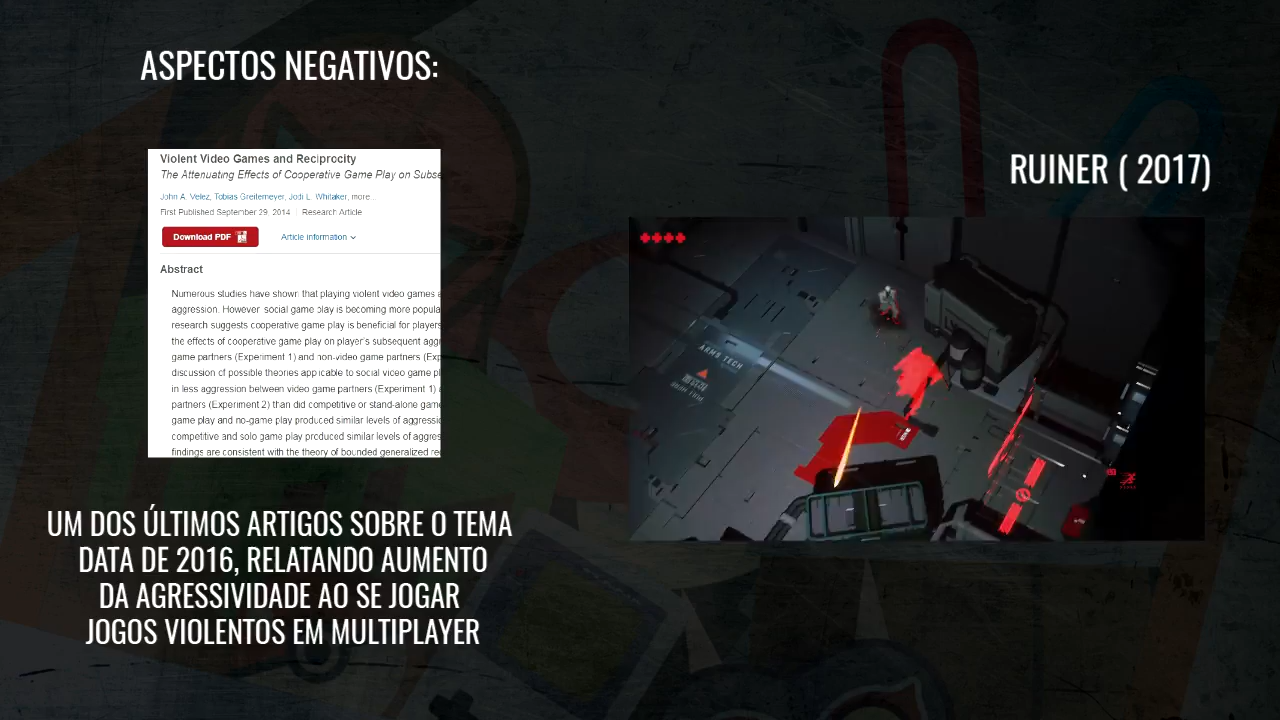 ASPECTOS NEGATIVOS:
Violent Video Games and Reciprocity
The Attenuating Effects of Cooperative Game Play on Subse
John A. Velez, Tobias Greitemeyer, Jodi L. Whitaker, more...
First Published September 29, 2014 | Research Article
Download PDF
Article information
Abstract
Numerous studies have shown that playing violent video games
aggression. However social game play is becoming more popula
research suggests cooperative game play is beneficial for players
the effects of cooperative game play on player's subsequent aggr
game partners (Experiment 1) and non-video game partners (Exp
discussion of possible theories applicable to social video game pl
in less aggression between video game partners (Experiment 1)
partners (Experiment 2) than did competitive or stand-alone game
game play and no-game play produced similar levels of aggressic
competitive and solo game play produced similar levels of aggres
findings are consistent with the theory of bounded generalized re
UM DOS ÚLTIMOS ARTIGOS SOBRE O TEMA
DATA DE 2016, RELATANDO AUMENTO
DA AGRESSIVIDADE AO SE JOGAR
JOGOS VIOLENTOS EM MULTIPLAYER
RUINER ( 2017)
ARMS TECH